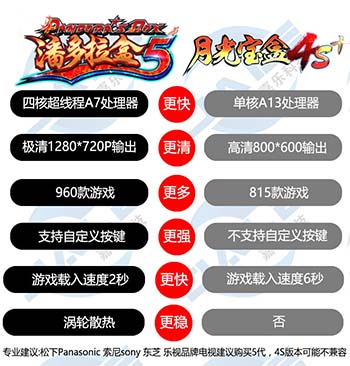 PANDORA'S BOX
潘多拉盒5
月光宝盒4S+
四核超线程A7处理器 更快 单核A13处理器
极清1280*720P输出 更清 高清800*600输出
960款游戏 更多 815款游戏
支持自定义按键 更强 不支持自定义按键
游戏载入速度2秒 更快 游戏载入速度6秒
涡轮散热 更稳 否
专业建议:松下Panasonic 索尼sony 东芝 乐视品牌电视建议购买5代，4S版本可能不兼容